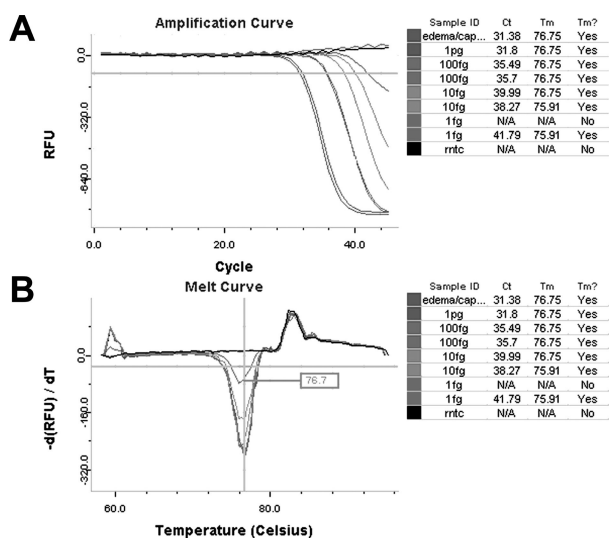 A
Amplification Curve
0.0
-320.0
-640.0
RFU
0.0 20.0 40.0
Cycle
Sample ID Ct Tm Tm?
edema/cap... 31.38 76.75 Yes
1pg 31.8 76.75 Yes
100fg 35.49 76.75 Yes
100fg 35.7 76.75 Yes
10fg 39.99 76.75 Yes
10fg 38.27 75.91 Yes
1fg N/A N/A No
1fg 41.79 75.91 Yes
rntc N/A N/A No
B
Melt Curve
0.0
-160.0
-320.0
-d(RFU) / dT
76.7
60.0 80.0
Temperature (Celsius)
Sample ID Ct Tm Tm?
edema/cap... 31.38 76.75 Yes
1pg 31.8 76.75 Yes
100fg 35.49 76.75 Yes
100fg 35.7 76.75 Yes
10fg 39.99 76.75 Yes
10fg 38.27 75.91 Yes
1fg N/A N/A No
1fg 41.79 75.91 Yes
rntc N/A N/A No